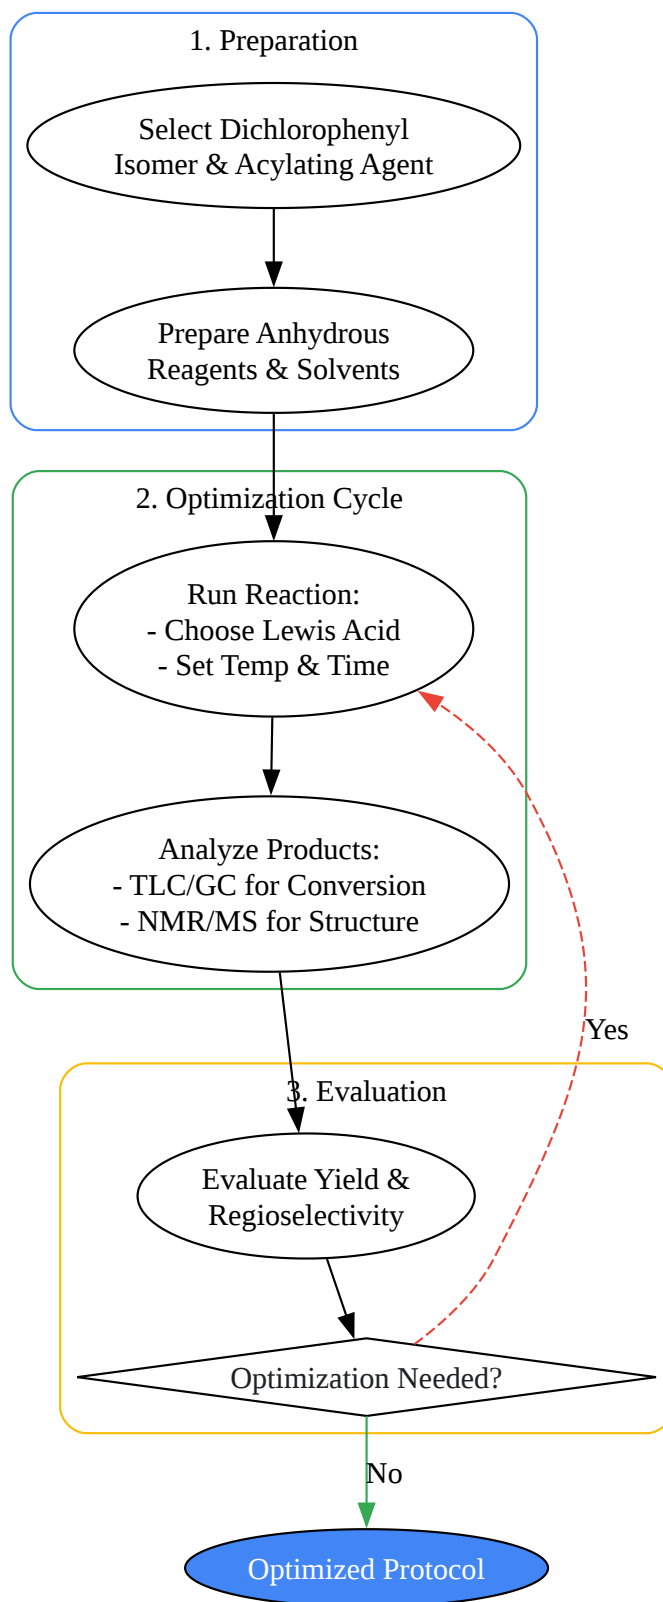 1. Preparation
Select Dichlorophenyl
Isomer & Acylating Agent
Prepare Anhydrous
Reagents & Solvents
2. Optimization Cycle
Run Reaction:
- Choose Lewis Acid
- Set Temp & Time
Analyze Products:
- TLC/GC for Conversion
- NMR/MS for Structure
Yes
3. Evaluation
Evaluate Yield &
Regioselectivity
Optimization Needed?
No
Optimized Protocol